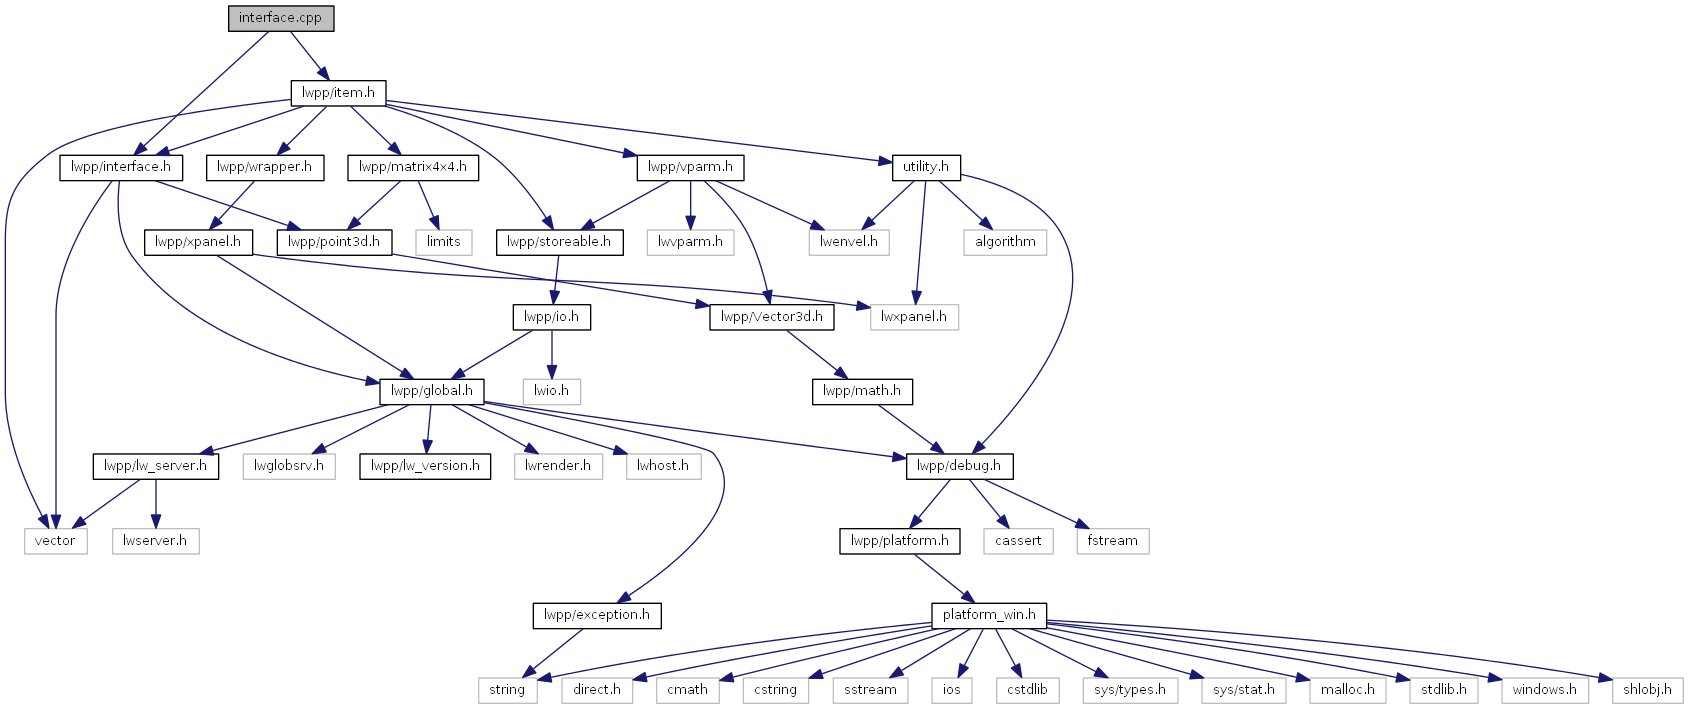 interface.cpp
lwpp/item.h
lwpp/interface.h
lwpp/wrapper.h
lwpp/matrix4x4.h
lwpp/vparm.h
utility.h
lwpp/xpanel.h
lwpp/point3d.h
limits
lwpp/storeable.h
lwvparm.h
lwenvel.h
algorithm
lwpp/io.h
lwpp/Vector3d.h
lwxpanel.h
lwpp/global.h
lwio.h
lwpp/math.h
lwpp/lw_server.h
lwglobsrv.h
lwpp/lw_version.h
lwrender.h
lwhost.h
lwpp/debug.h
vector
lwserver.h
lwpp/platform.h
cassert
fstream
lwpp/exception.h
platform_win.h
string
direct.h
cmath
cstring
sstream
ios
cstdlib
sys/types.h
sys/stat.h
malloc.h
stdlib.h
windows.h
shlobj.h